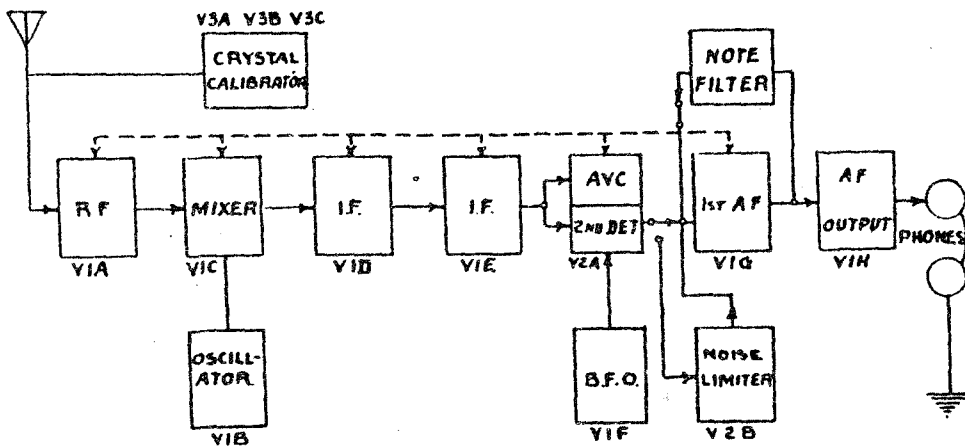 V3A V3B V3C
CRYSTAL
CALIBRATOR
NOTE
FILTER
RF
MIXER
I.F.
I.F.
AVC
2ND DET
1ST AF
AF
OUTPUT
PHONES
V1A
V1C
V1D
V1E
V2A
V1G
V1H
OSCILL-
ATOR
B.F.O.
NOISE
LIMITER
V1B
V1F
V2B